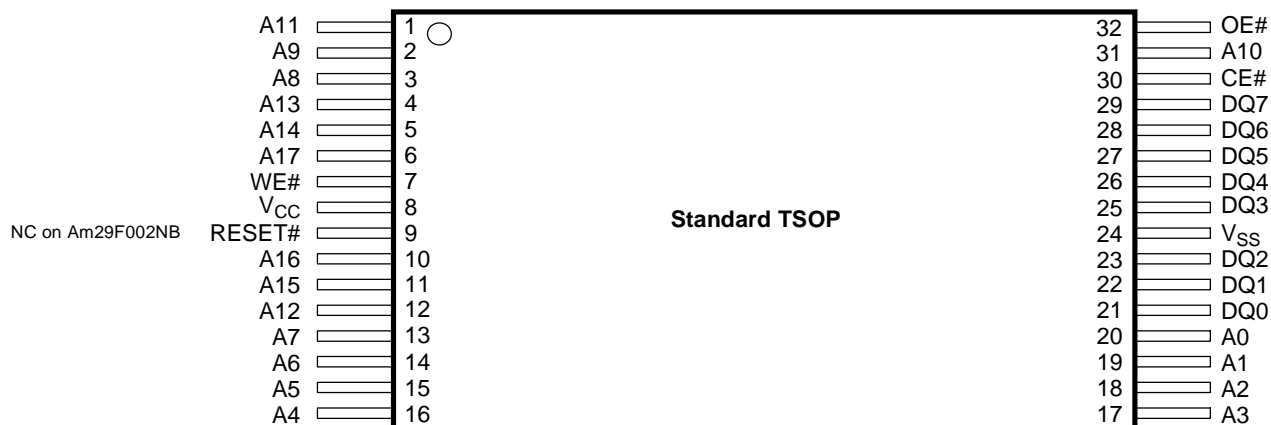 A11 1 32 OE#
A9 2 31 A10
A8 3 30 CE#
A13 4 29 DQ7
A14 5 28 DQ6
A17 6 27 DQ5
WE# 7 26 DQ4
VCC 8 Standard TSOP 25 DQ3
NC on Am29F002NB RESET# 9 24 VSS
A16 10 23 DQ2
A15 11 22 DQ1
A12 12 21 DQ0
A7 13 20 A0
A6 14 19 A1
A5 15 18 A2
A4 16 17 A3